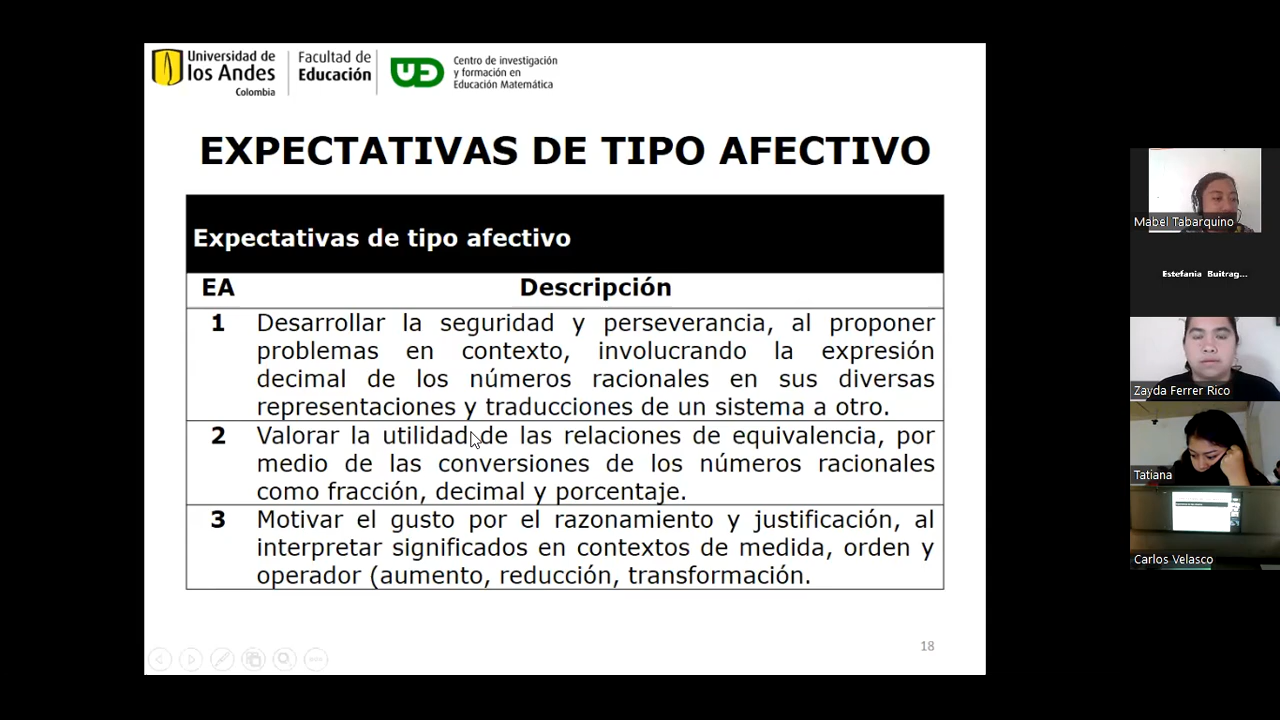 Universidad de
los Andes
Colombia
Facultad de
Educación
UD
Centro de investigación
y formación en
Educación Matemática
EXPECTATIVAS DE TIPO AFECTIVO
Expectativas de tipo afectivo
EA Descripción
1 Desarrollar la seguridad y perseverancia, al proponer
problemas en contexto, involucrando la expresión
decimal de los números racionales en sus diversas
representaciones y traducciones de un sistema a otro.
2 Valorar la utilidad de las relaciones de equivalencia, por
medio de las conversiones de los números racionales
como fracción, decimal y porcentaje.
3 Motivar el gusto por el razonamiento y justificación, al
interpretar significados en contextos de medida, orden y
operador (aumento, reducción, transformación.
18
Mabel Tabarquino
Estefania Buitrag...
Zayda Ferrer Rico
Tatiana
Carlos Velasco